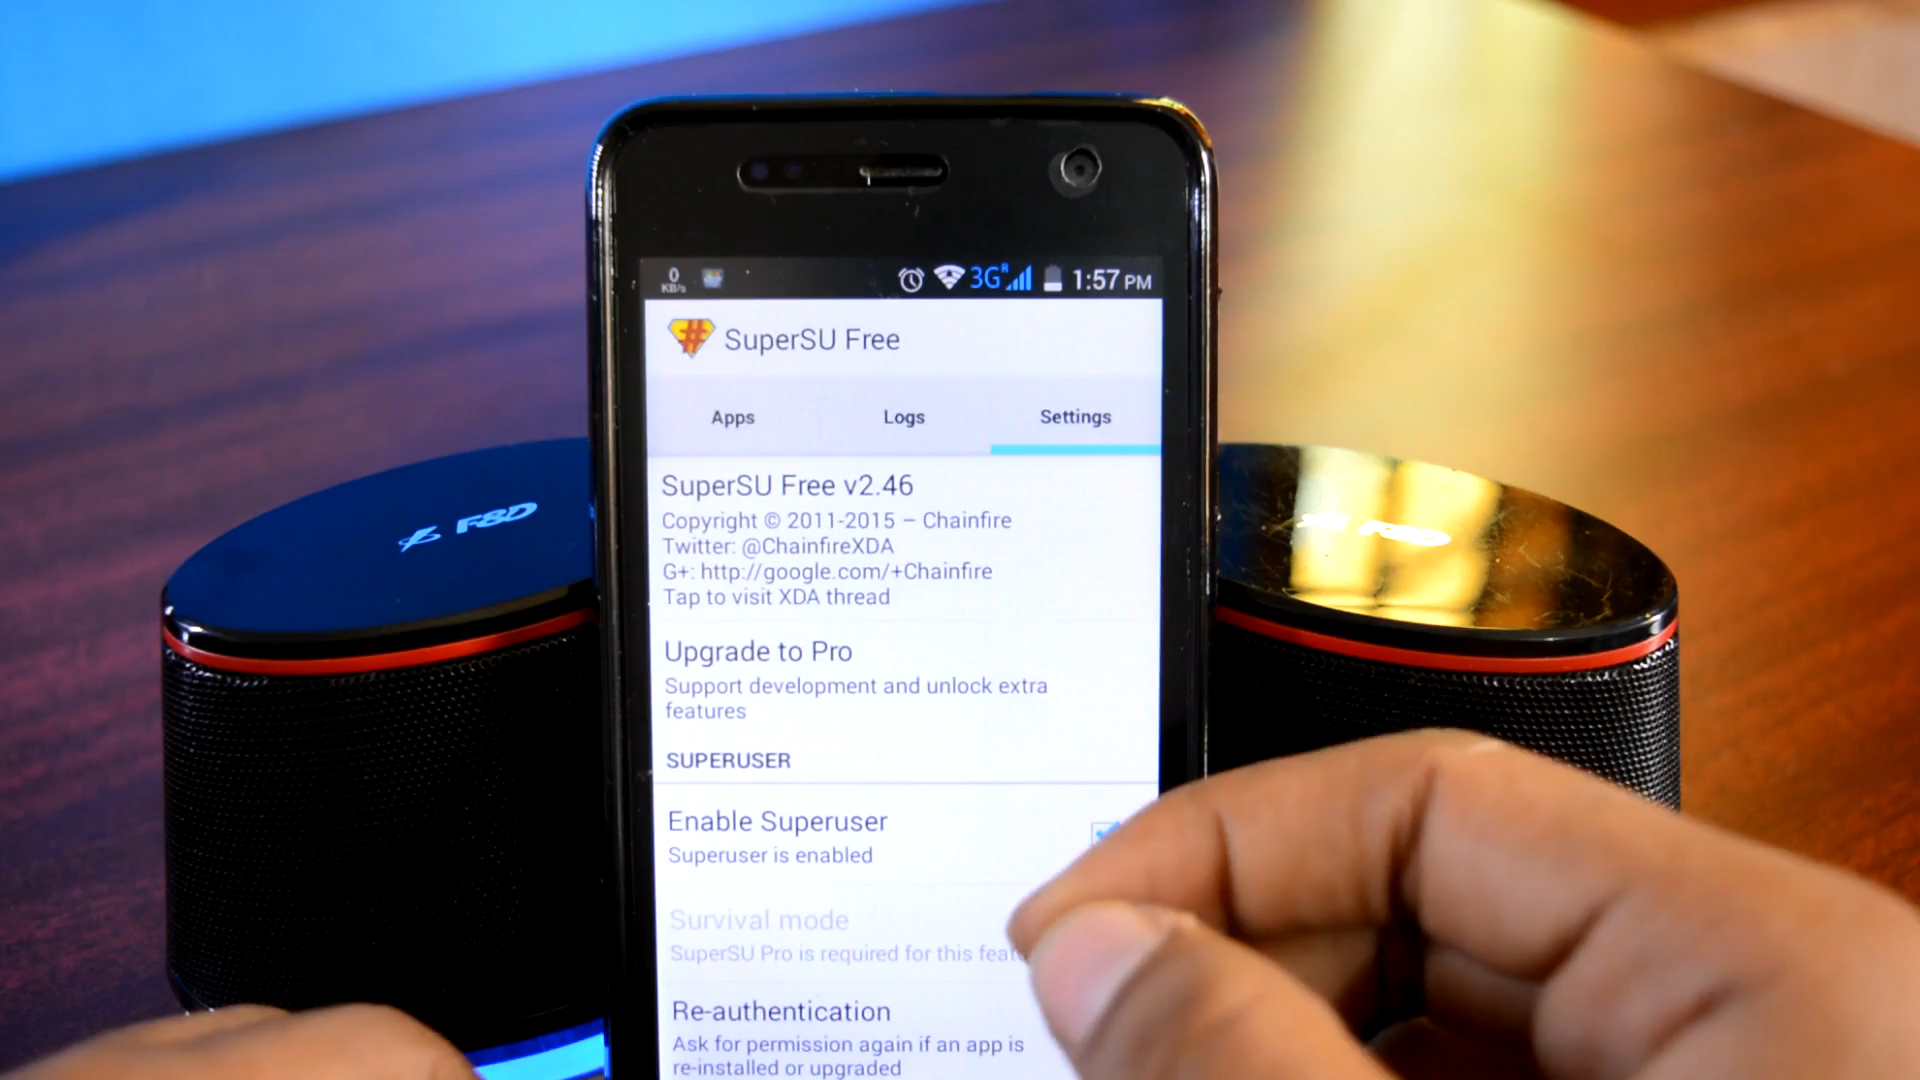 0
KB/s
3G R
1:57 PM
SuperSU Free
Apps
Logs
Settings
SuperSU Free v2.46
Copyright © 2011-2015 – Chainfire
Twitter: @ChainfireXDA
G+: http://google.com/+Chainfire
Tap to visit XDA thread
Upgrade to Pro
Support development and unlock extra
features
SUPERUSER
Enable Superuser
Superuser is enabled
Survival mode
SuperSU Pro is required for this
Re-authentication
Ask for permission again if an app is
re-installed or upgraded
F&D
F&D